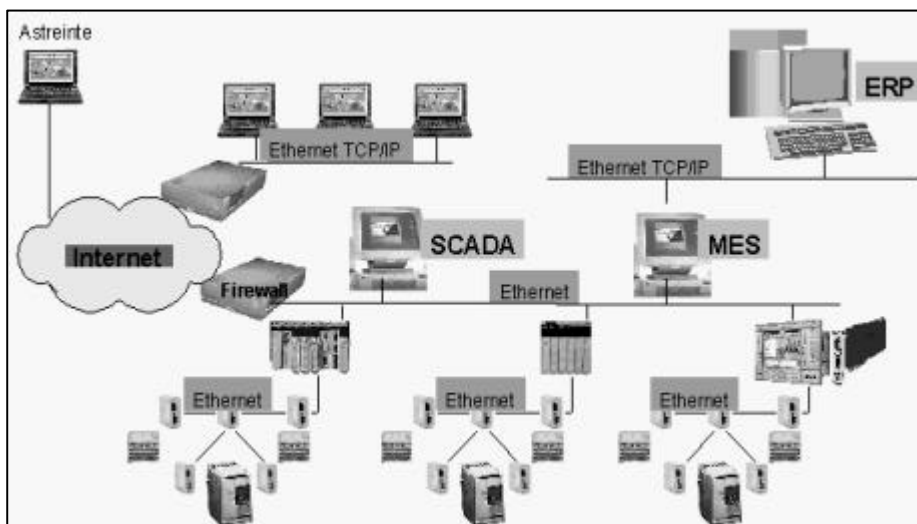 Astreinte
ERP
Ethernet TCP/IP
Ethernet TCP/IP
SCADA
MES
Internet
Firewall
Ethernet
Ethernet
Ethernet
Ethernet